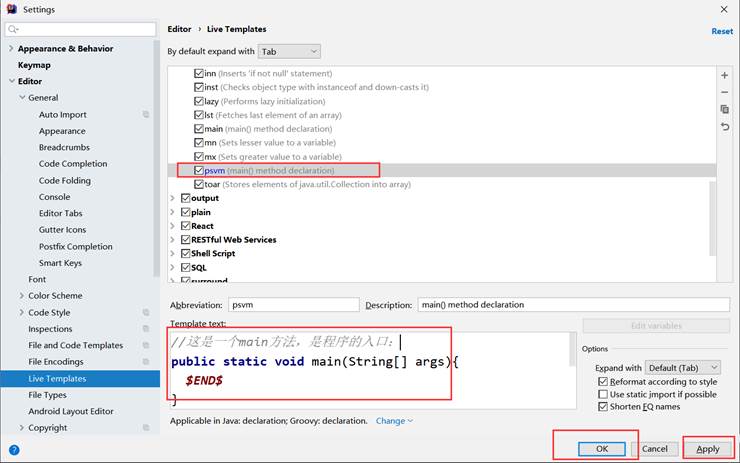 Settings
Editor › Live Templates
Reset
By default expand with Tab
Appearance & Behavior
Keymap
Editor
General
Auto Import
Appearance
Breadcrumbs
Code Completion
Code Folding
Console
Editor Tabs
Gutter Icons
Postfix Completion
Smart Keys
Font
Color Scheme
Code Style
Inspections
File and Code Templates
File Encodings
Live Templates
File Types
Android Layout Editor
Copyright
inn (Inserts 'if not null' statement)
inst (Checks object type with instanceof and down-casts it)
lazy (Performs lazy initialization)
lst (Fetches last element of an array)
main (main() method declaration)
mn (Sets lesser value to a variable)
mx (Sets greater value to a variable)
psvm (main() method declaration)
toar (Stores elements of java.util.Collection into array)
output
plain
React
RESTful Web Services
Shell Script
SQL
surround
Abbreviation: psvm Description: main() method declaration
Template text:
//这是一个main方法，是程序的入口：
public static void main(String[] args){
$END$
}
Edit variables
Options
Expand with Default (Tab)
Reformat according to style
Use static import if possible
Shorten FQ names
Applicable in Java: declaration; Groovy: declaration. Change
? OK Cancel Apply